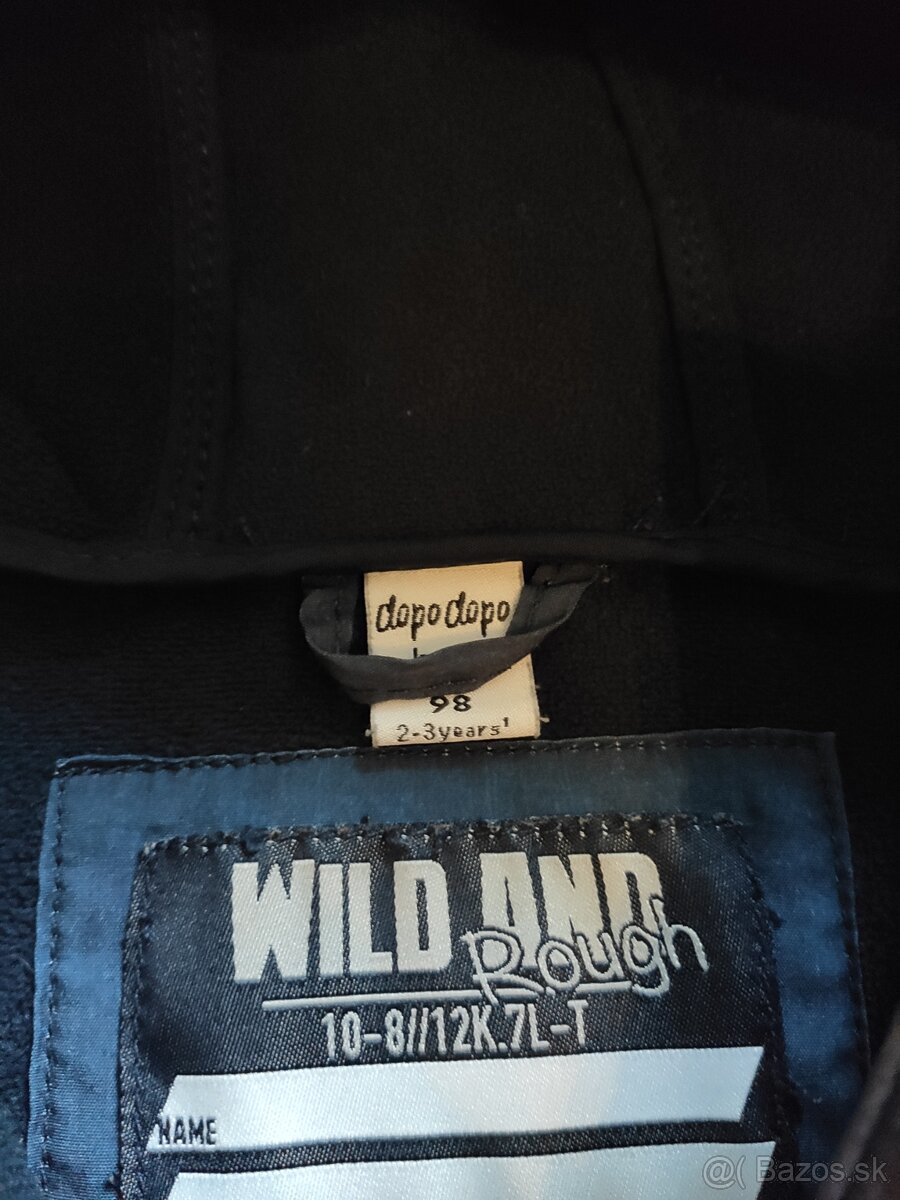 dopodopo
98
2-3years'
WILD AND
Rough
10-8//12K.7L-T
NAME
@( Bazos.sk